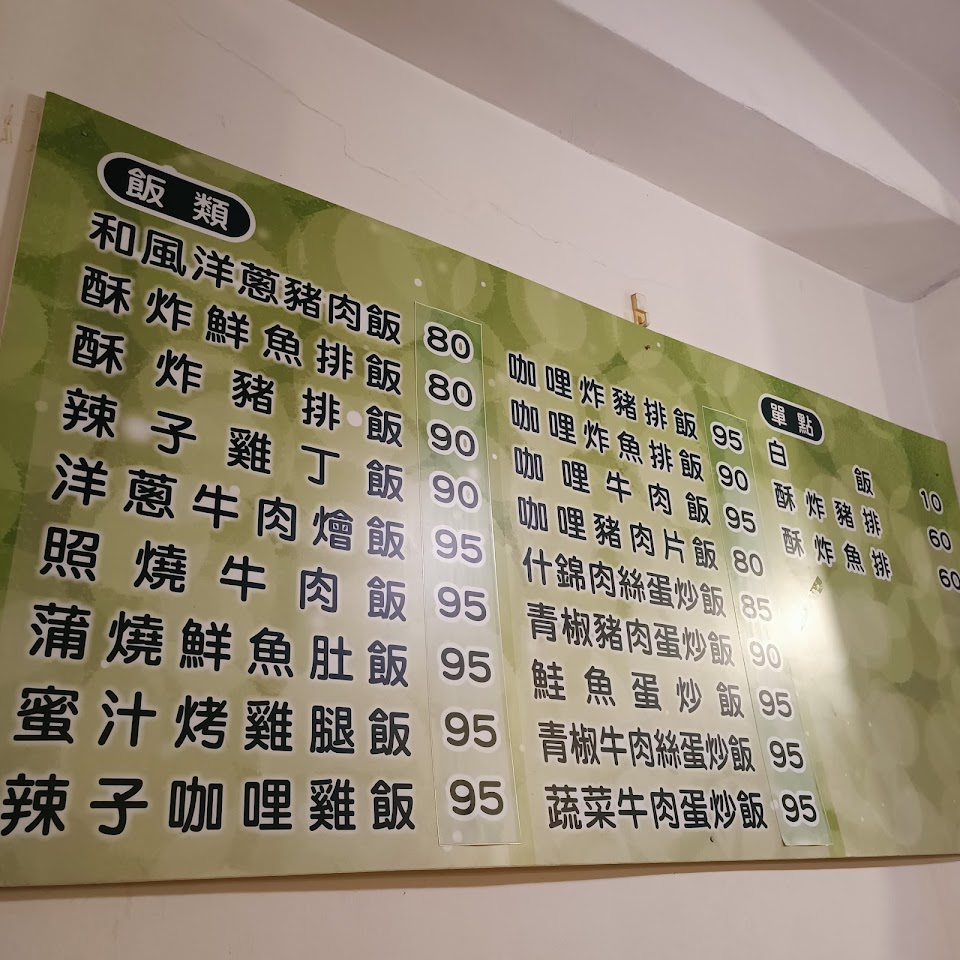 飯類
和風洋蔥豬肉飯 80
酥炸鮮魚排飯 80
酥炸豬排飯 90
辣子雞丁飯 90
洋蔥牛肉燴飯 95
照燒牛肉飯 95
蒲燒鮮魚肚飯 95
蜜汁烤雞腿飯 95
辣子咖哩雞飯 95
咖哩炸豬排飯 95
咖哩炸魚排飯 90
咖哩牛肉飯 95
咖哩豬肉片飯 80
什錦肉絲蛋炒飯 85
青椒豬肉蛋炒飯 90
鮭魚蛋炒飯 95
青椒牛肉絲蛋炒飯 95
蔬菜牛肉蛋炒飯 95
單點
白飯 10
酥炸豬排 60
酥炸魚排 60